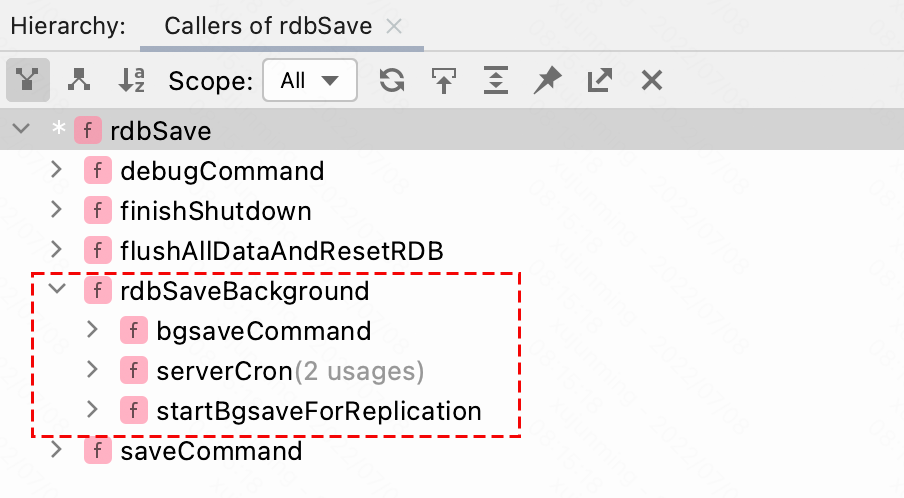 Hierarchy: Callers of rdbSave
Scope: All
* f rdbSave
f debugCommand
f finishShutdown
f flushAllDataAndResetRDB
f rdbSaveBackground
f bgsaveCommand
f serverCron(2 usages)
f startBgsaveForReplication
f saveCommand